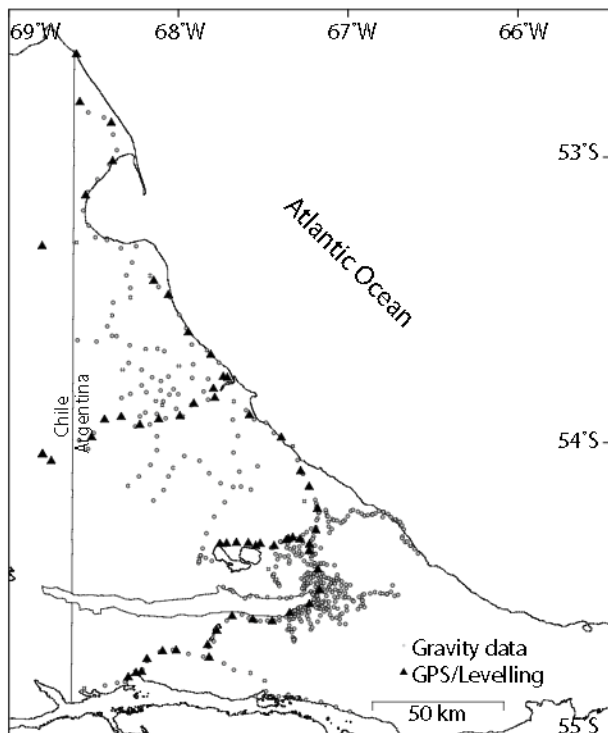 69˚W 68˚W 67˚W 66˚W
53˚S
Atlantic Ocean
Chile
Argentina
54˚S
Gravity data
GPS/Levelling
50 km
55˚S